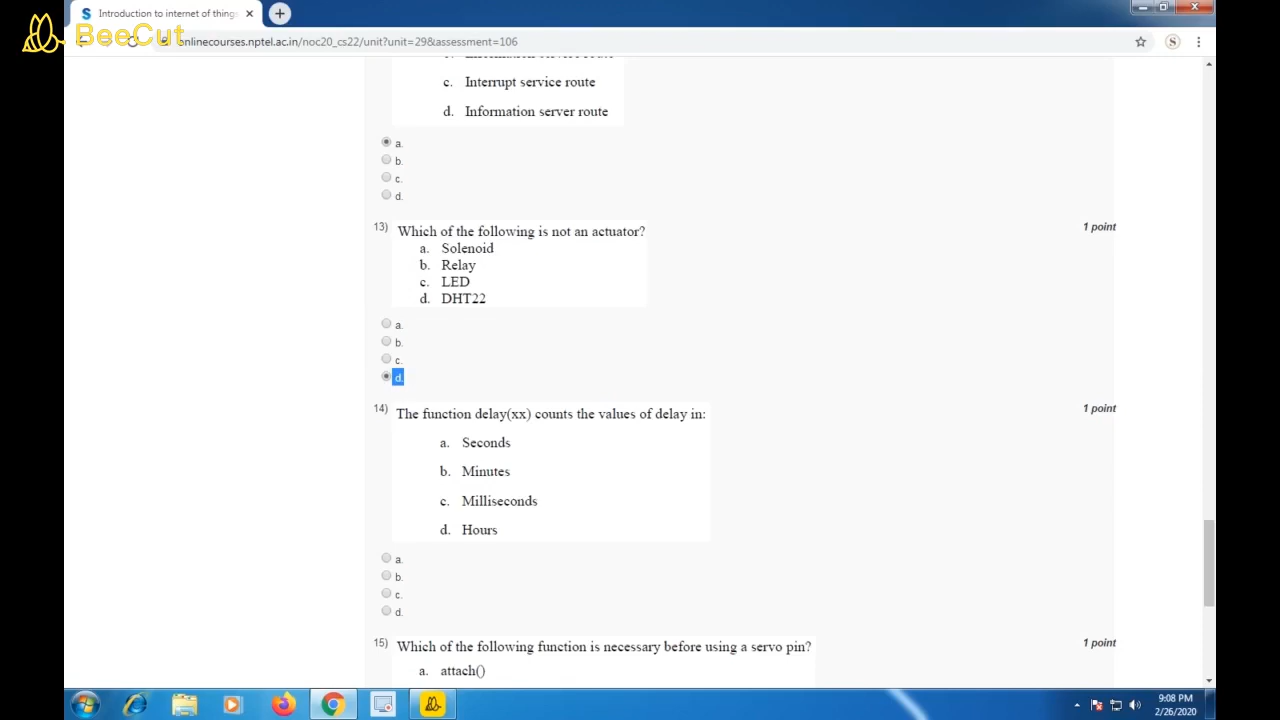 Introduction to internet of things
BeeCut
onlinecourses.nptel.ac.in/noc20_cs22/unit?unit=29&assessment=106
S
c. Interrupt service route
d. Information server route
a.
b.
c.
d.
13) Which of the following is not an actuator? 1 point
a. Solenoid
b. Relay
c. LED
d. DHT22
a.
b.
c.
d.
14) The function delay(xx) counts the values of delay in: 1 point
a. Seconds
b. Minutes
c. Milliseconds
d. Hours
a.
b.
c.
d.
15) Which of the following function is necessary before using a servo pin? 1 point
a. attach()
9:08 PM
2/26/2020